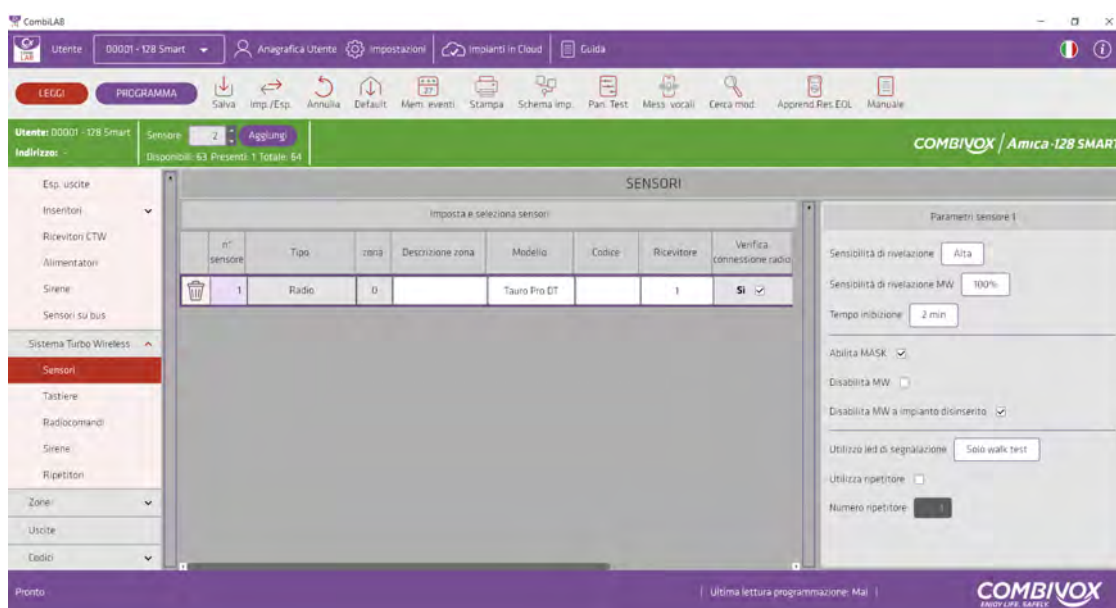 CombiLAB
Utente 00001 - 128 Smart Anagrafica Utente Impostazioni Impianti in Cloud Guida
LEGGI PROGRAMMA Salva Imp./Esp. Annulla Default Mem. eventi Stampa Schema imp. Pan. Test Mess. vocali Cerca mod. Apprend.Res.EOL Manuale
Utente: 00001 - 128 Smart Sensore 2 Aggiungi
Indirizzo: - Disponibili: 63 Presenti: 1 Totale: 64
COMBIVOX / Amica-128 SMART
Esp. uscite
Inseritori
Ricevitori CTW
Alimentatori
Sirene
Sensori su bus
Sistema Turbo Wireless
Sensori
Tastiere
Radiocomandi
Sirene
Ripetitori
Zone
Uscite
Codici
SENSORI
Imposta e seleziona sensori
n° sensore Tipo zona Descrizione zona Modello Codice Ricevitore Verifica connessione radio
1 Radio 0 Tauro Pro DT 1 Si
Parametri sensore 1
Sensibilità di rivelazione Alta
Sensibilità di rivelazione MW 100%
Tempo inibizione 2 min
Abilita MASK
Disabilita MW
Disabilita MW a impianto disinserito
Utilizzo led di segnalazione Solo walk test
Utilizza ripetitore
Numero ripetitore 1
Pronto
Ultima lettura programmazione: Mai
COMBIVOX
ENJOY LIFE. SAFELY.